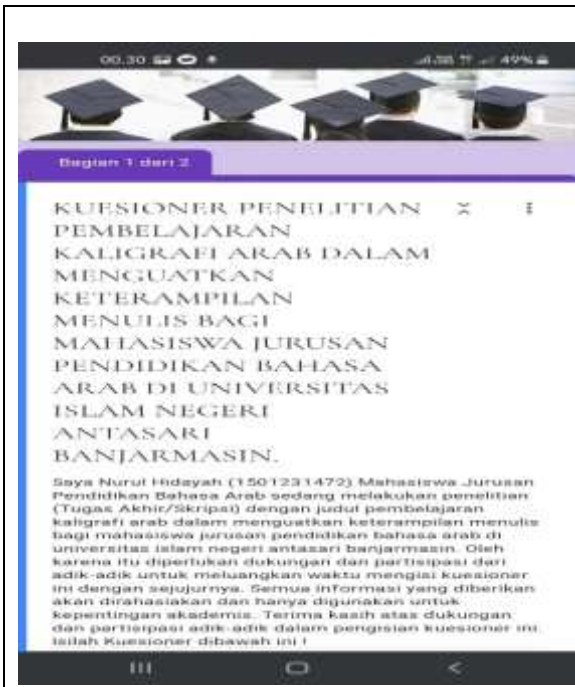 00.30
49%
Bagian 1 dari 2
KUESIONER PENELITIAN
PEMBELAJARAN
KALIGRAFI ARAB DALAM
MENGUATKAN
KETERAMPILAN
MENULIS BAGI
MAHASISWA JURUSAN
PENDIDIKAN BAHASA
ARAB DI UNIVERSITAS
ISLAM NEGERI
ANTASARI
BANJARMASIN.
Saya Nurul Hidayah (1501231472) Mahasiswa Jurusan
Pendidikan Bahasa Arab sedang melakukan penelitian
(Tugas Akhir/Skripsi) dengan judul pembelajaran
kaligrafi arab dalam menguatkan keterampilan menulis
bagi mahasiswa jurusan pendidikan bahasa arab di
universitas islam negeri antasari banjarmasin. Oleh
karena itu diperlukan dukungan dan partisipasi dari
adik-adik untuk meluangkan waktu mengisi kuesioner
ini dengan sejujurnya. Semua informasi yang diberikan
akan dirahasiakan dan hanya digunakan untuk
kepentingan akademis. Terima kasih atas dukungan
dan partisipasi adik-adik dalam pengisian kuesioner ini.
Isilah Kuesioner dibawah ini !